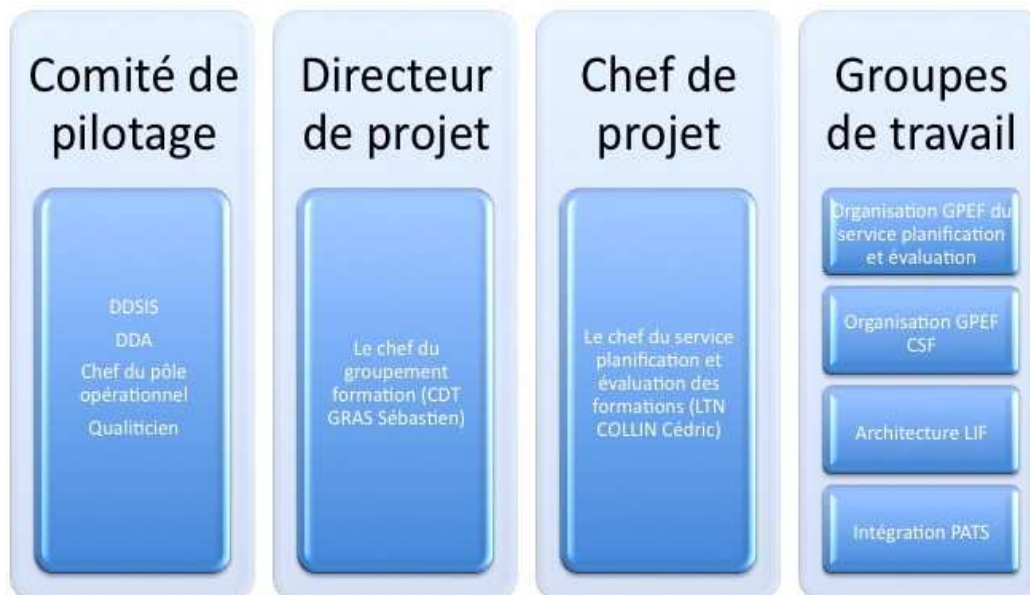 Comité de
pilotage
DDSIS
DDA
Chef du pôle
opérationnel
Qualiticien
Directeur
de projet
Le chef du
groupement
formation (CDT
GRAS Sébastien)
Chef de
projet
Le chef du service
planification et
évaluation des
formations (LTN
COLLIN Cédric)
Groupes
de travail
Organisation GPEF du
service planification
et évaluation
Organisation GPEF
CSF
Architecture LIF
Intégration PATS